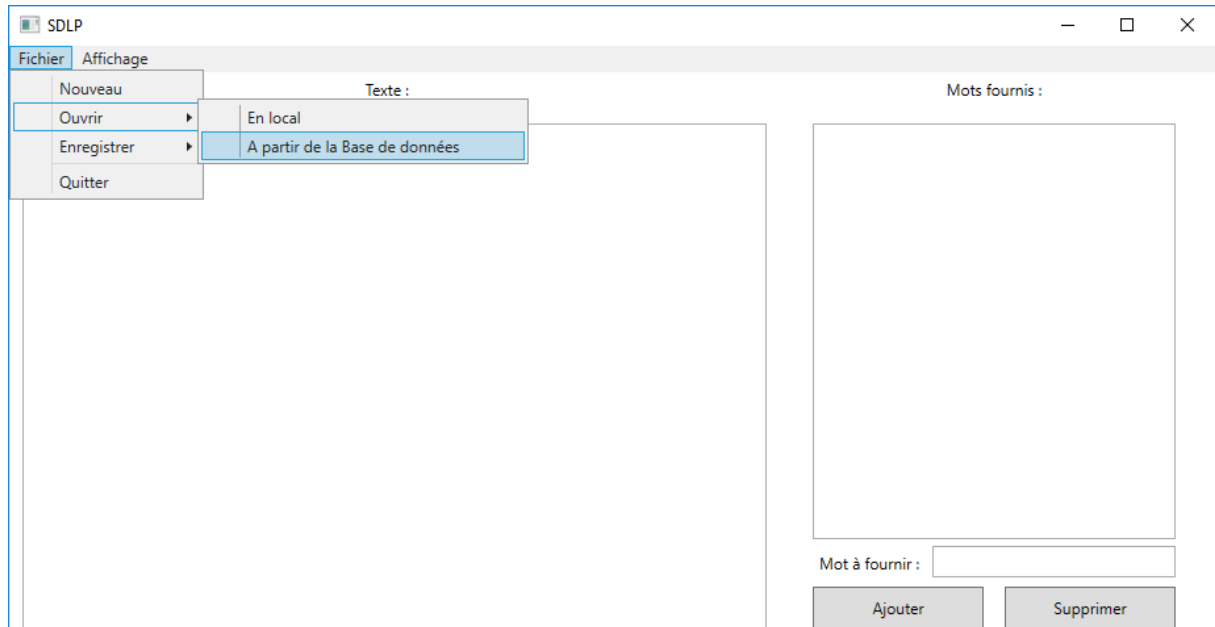 SDLP
Fichier Affichage
Nouveau
Texte :
Mots fournis :
Ouvrir
En local
Enregistrer
A partir de la Base de données
Quitter
Mot à fournir :
Ajouter
Supprimer